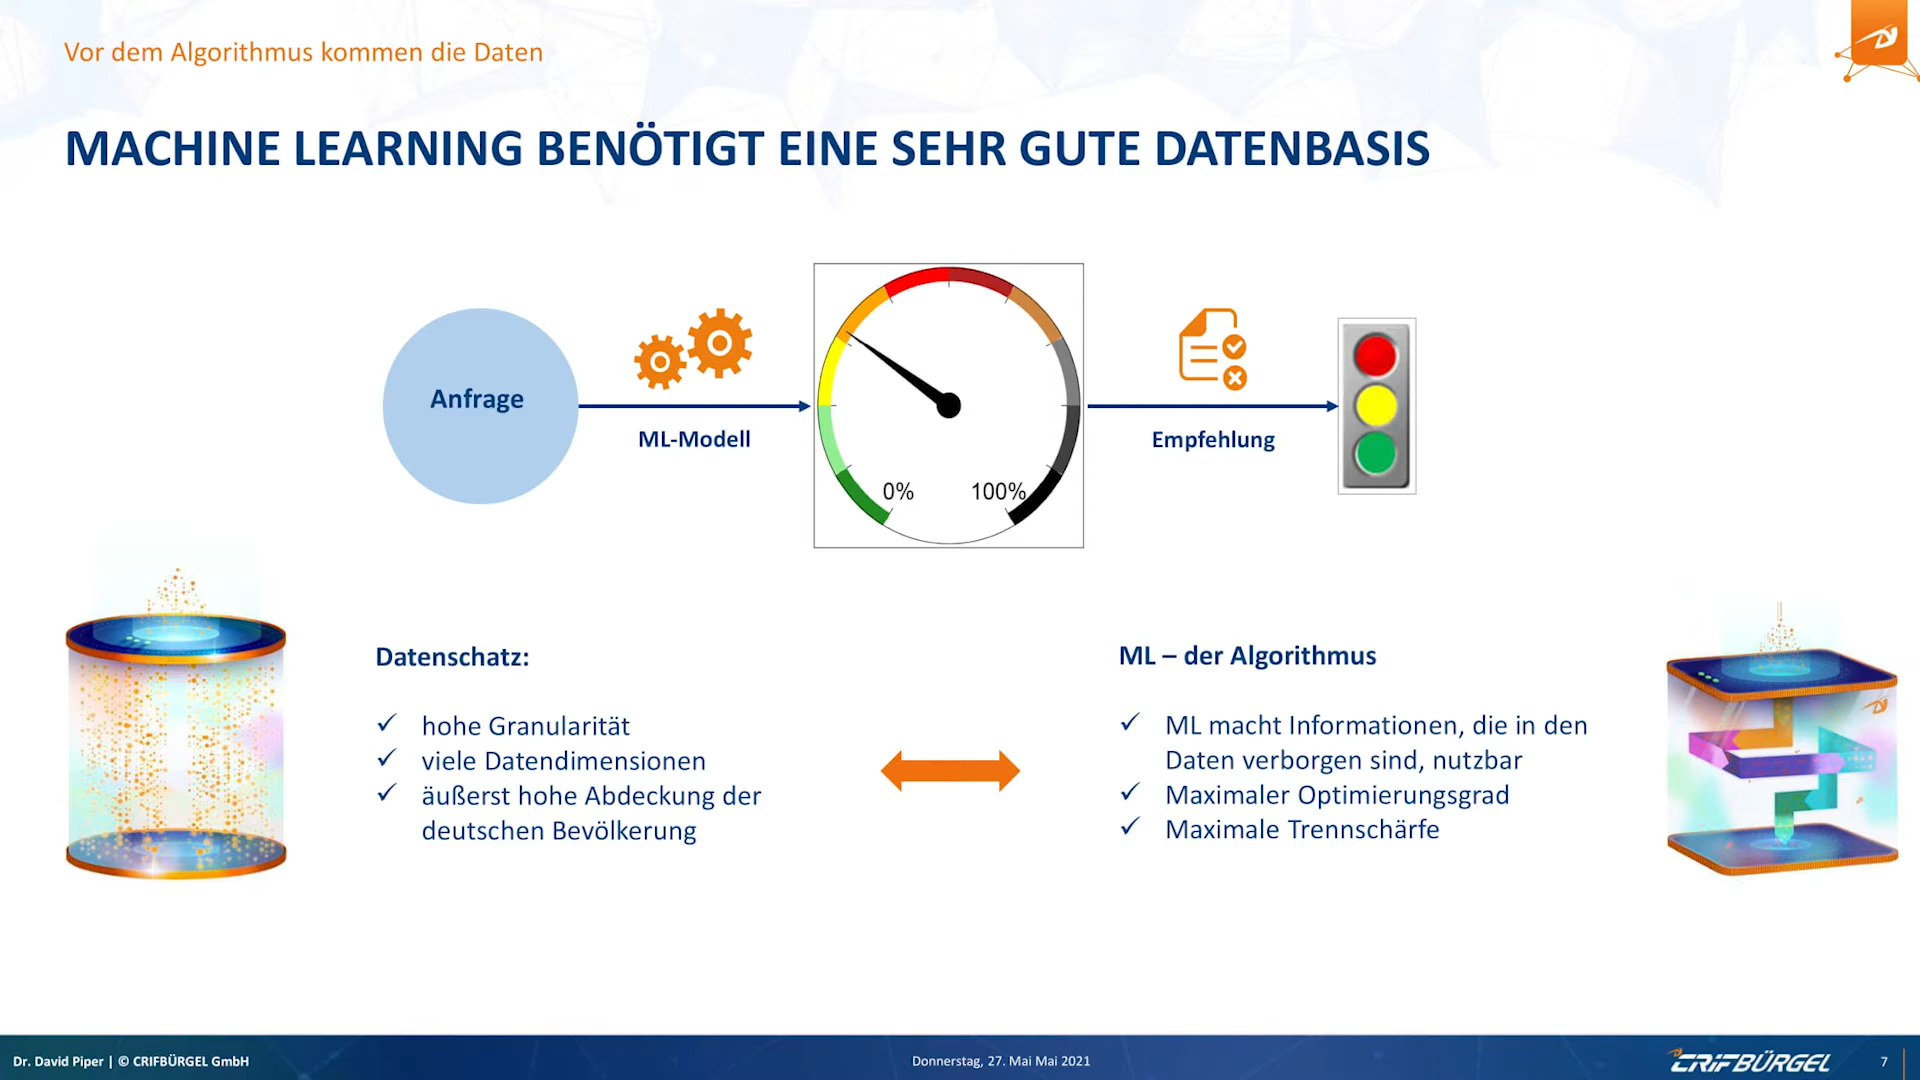 Vor dem Algorithmus kommen die Daten
MACHINE LEARNING BENÖTIGT EINE SEHR GUTE DATENBASIS
Anfrage
ML-Modell
0%
100%
Empfehlung
Datenschatz:
✓ hohe Granularität
✓ viele Datendimensionen
✓ äußerst hohe Abdeckung der
deutschen Bevölkerung
ML – der Algorithmus
✓ ML macht Informationen, die in den
Daten verborgen sind, nutzbar
✓ Maximaler Optimierungsgrad
✓ Maximale Trennschärfe
Dr. David Piper | © CRIFBÜRGEL GmbH
Donnerstag, 27. Mai Mai 2021
CRIFBÜRGEL
7